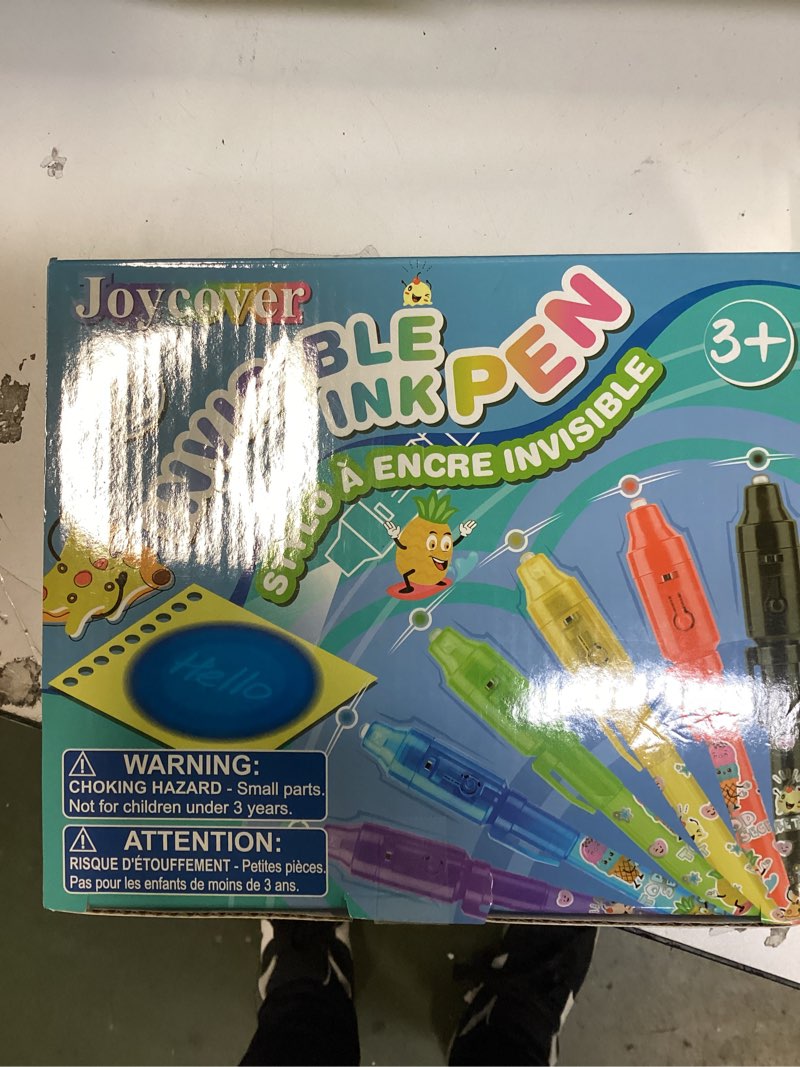 Joycover
INVISIBLE
INK PEN
STYLO À ENCRE INVISIBLE
3+
Hello
WARNING:
CHOKING HAZARD - Small parts.
Not for children under 3 years.
ATTENTION:
RISQUE D'ÉTOUFFEMENT - Petites pièces.
Pas pour les enfants de moins de 3 ans.